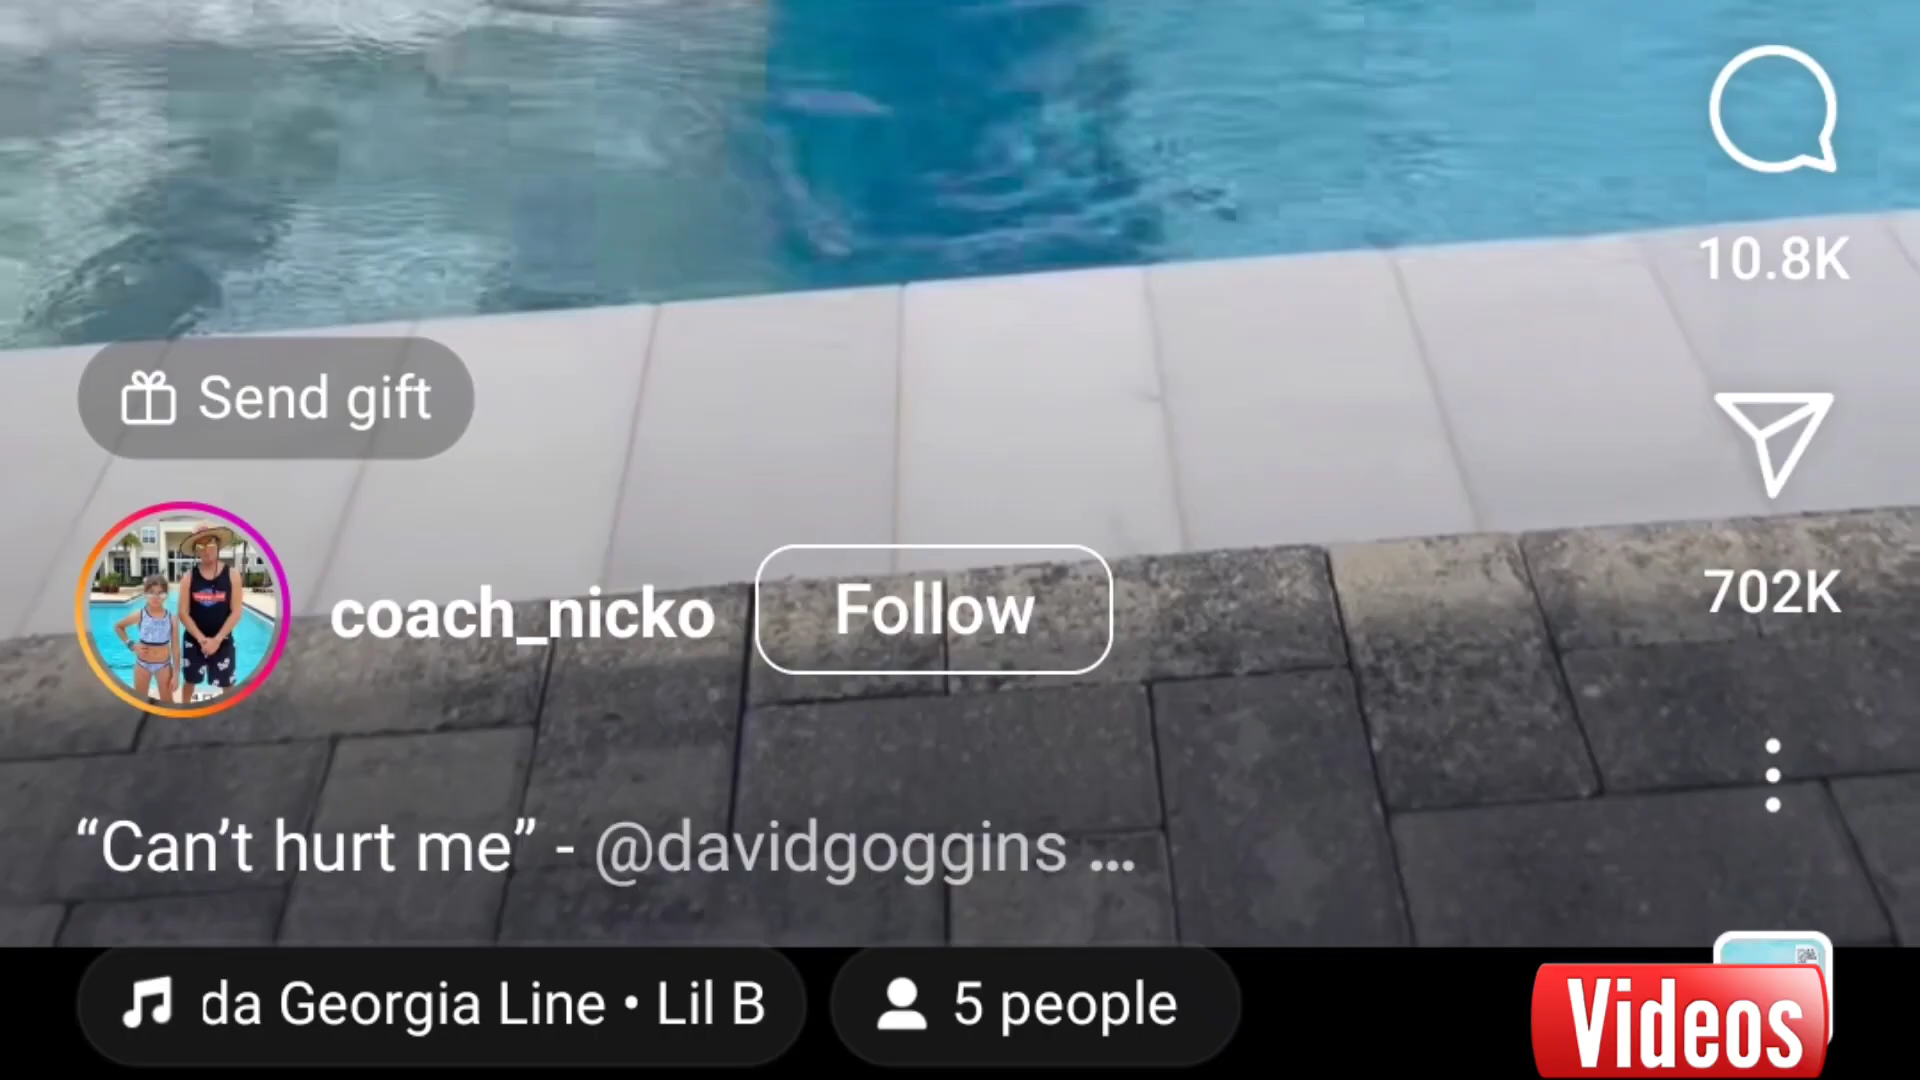 10.8K
Send gift
702K
coach_nicko
Follow
“Can’t hurt me” - @davidgoggins ...
da Georgia Line • Lil B
5 people
Videos